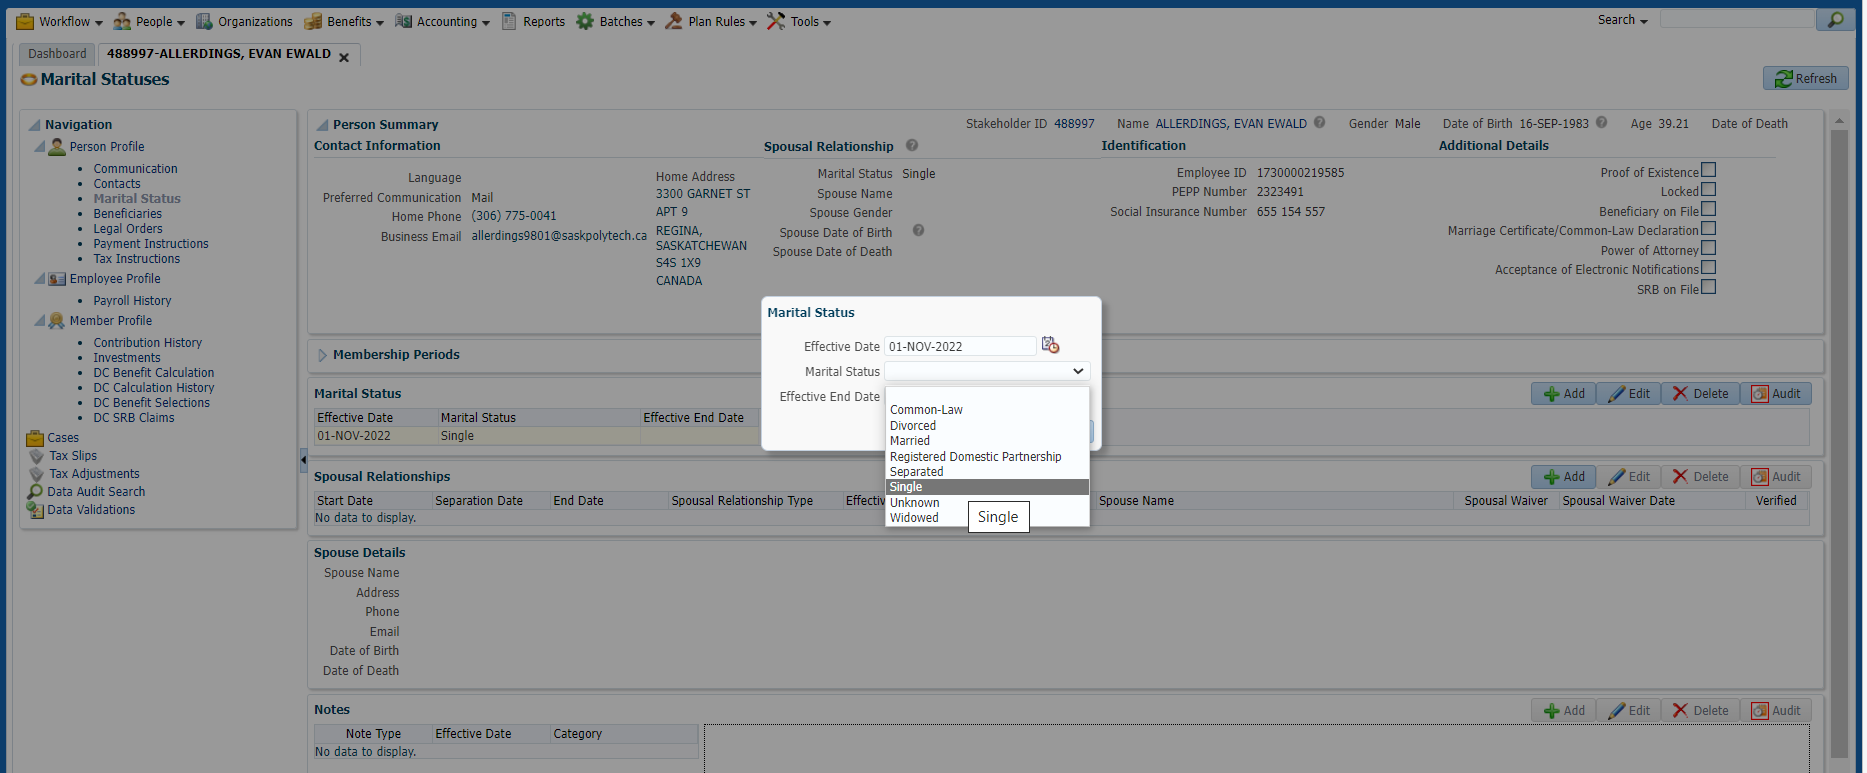 Workflow People Organizations Benefits Accounting Reports Batches Plan Rules Tools Search
Dashboard 488997-ALLERDINGS, EVAN EWALD
Marital Statuses Refresh
Navigation
Person Profile
Communication
Contacts
Marital Status
Beneficiaries
Legal Orders
Payment Instructions
Tax Instructions
Employee Profile
Payroll History
Member Profile
Contribution History
Investments
DC Benefit Calculation
DC Calculation History
DC Benefit Selections
DC SRB Claims
Cases
Tax Slips
Tax Adjustments
Data Audit Search
Data Validations
Person Summary Stakeholder ID 488997 Name ALLERDINGS, EVAN EWALD Gender Male Date of Birth 16-SEP-1983 Age 39.21 Date of Death
Contact Information
Language
Preferred Communication Mail
Home Phone (306) 775-0041
Business Email allerdings9801@saskpolytech.ca
Home Address
3300 GARNET ST
APT 9
REGINA,
SASKATCHEWAN
S4S 1X9
CANADA
Spousal Relationship
Marital Status Single
Spouse Name
Spouse Gender
Spouse Date of Birth
Spouse Date of Death
Identification
Employee ID 1730000219585
PEPP Number 2323491
Social Insurance Number 655 154 557
Additional Details
Proof of Existence
Locked
Beneficiary on File
Marriage Certificate/Common-Law Declaration
Power of Attorney
Acceptance of Electronic Notifications
SRB on File
Membership Periods
Marital Status
Effective Date 01-NOV-2022
Marital Status
Effective End Date
Common-Law
Divorced
Married
Registered Domestic Partnership
Separated
Single
Unknown
Widowed
Single
Marital Status Add Edit Delete Audit
Effective Date Marital Status Effective End Date
01-NOV-2022 Single
Spousal Relationships Add Edit Delete Audit
Start Date Separation Date End Date Spousal Relationship Type Spouse Name Spousal Waiver Spousal Waiver Date Verified
No data to display.
Spouse Details
Spouse Name
Address
Phone
Email
Date of Birth
Date of Death
Notes Add Edit Delete Audit
Note Type Effective Date Category
No data to display.